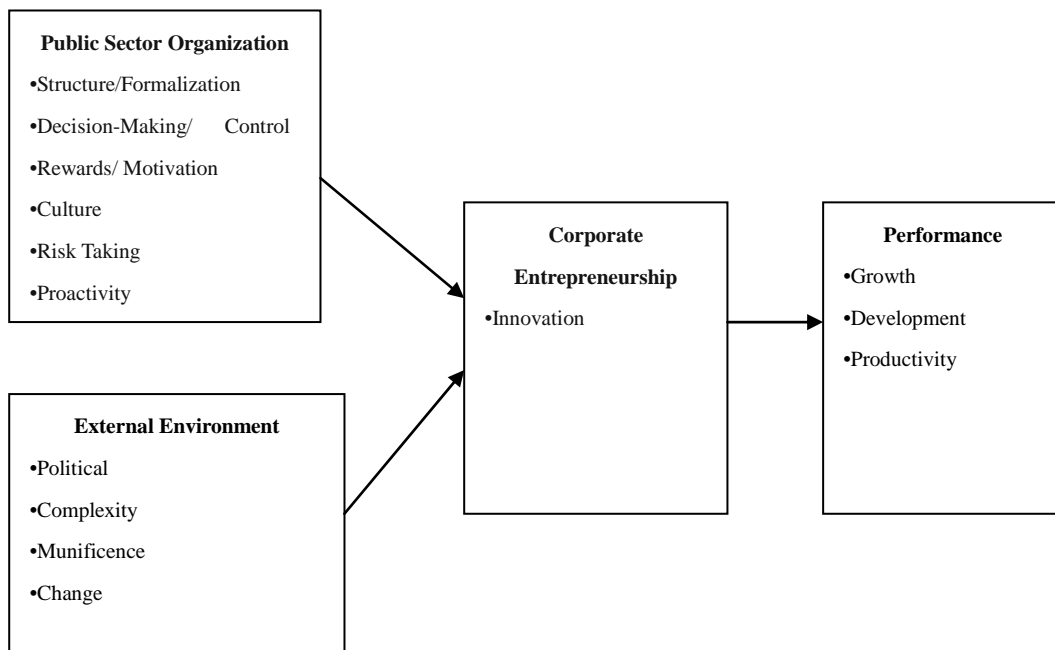 Public Sector Organization
•Structure/Formalization
•Decision-Making/ Control
•Rewards/ Motivation
•Culture
•Risk Taking
•Proactivity
External Environment
•Political
•Complexity
•Munificence
•Change
Corporate
Entrepreneurship
•Innovation
Performance
•Growth
•Development
•Productivity